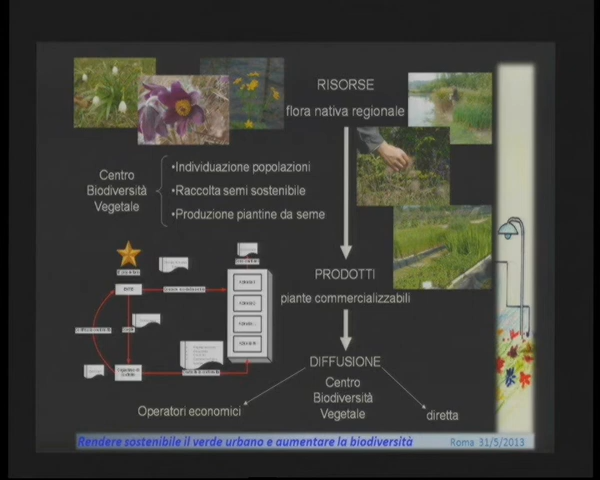 RISORSE
flora nativa regionale
Centro
Biodiversità
Vegetale
•Individuazione popolazioni
•Raccolta semi sostenibile
•Produzione piantine da seme
PRODOTTI
piante commercializzabili
DIFFUSIONE
Centro
Biodiversità
Vegetale
Operatori economici
diretta
Rendere sostenibile il verde urbano e aumentare la biodiversità
Roma 31/5/2013